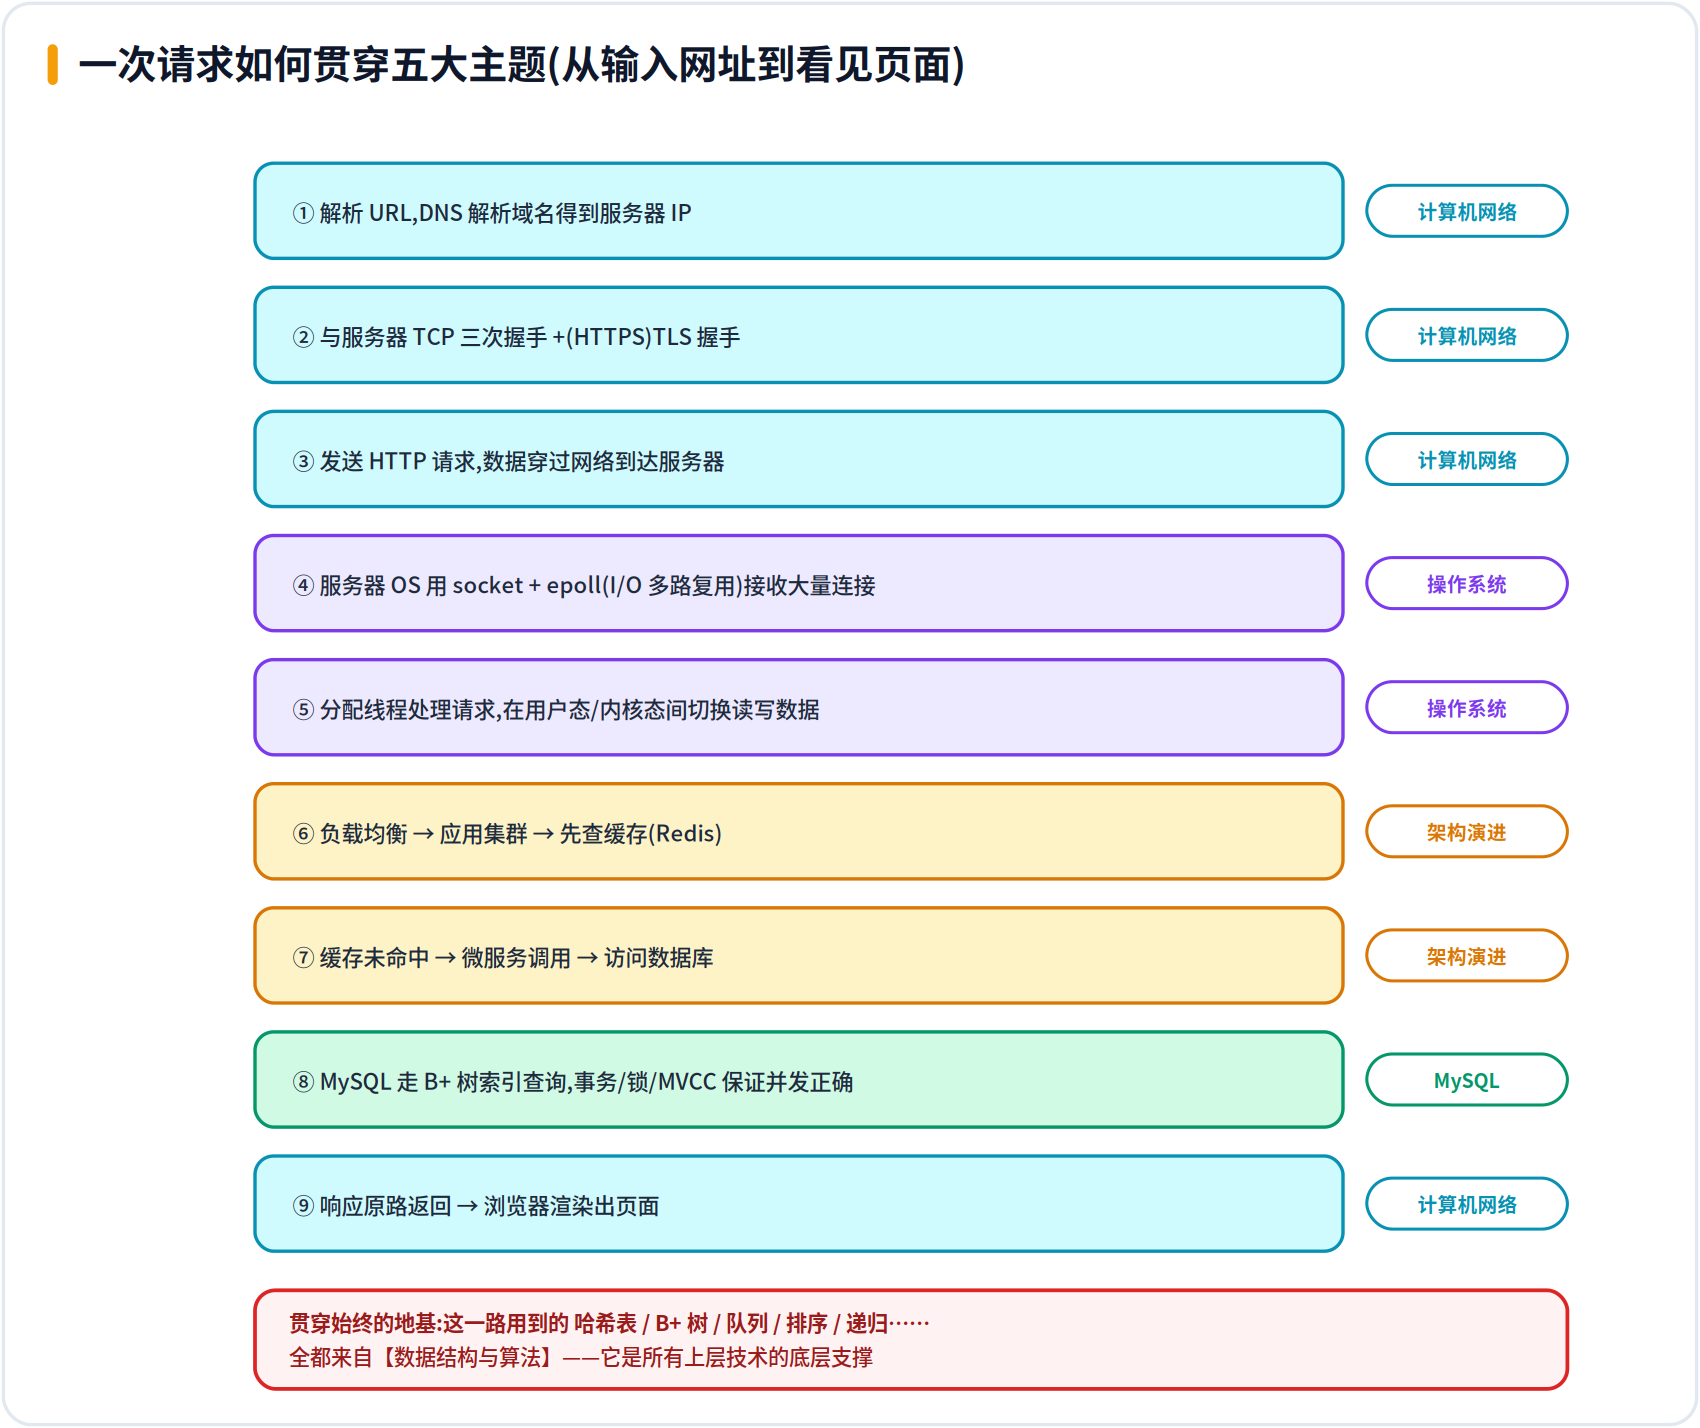 一次请求如何贯穿五大主题(从输入网址到看见页面)
① 解析 URL,DNS 解析域名得到服务器 IP
计算机网络
② 与服务器 TCP 三次握手 +(HTTPS)TLS 握手
计算机网络
③ 发送 HTTP 请求,数据穿过网络到达服务器
计算机网络
④ 服务器 OS 用 socket + epoll(I/O 多路复用)接收大量连接
操作系统
⑤ 分配线程处理请求,在用户态/内核态间切换读写数据
操作系统
⑥ 负载均衡 → 应用集群 → 先查缓存(Redis)
架构演进
⑦ 缓存未命中 → 微服务调用 → 访问数据库
架构演进
⑧ MySQL 走 B+ 树索引查询,事务/锁/MVCC 保证并发正确
MySQL
⑨ 响应原路返回 → 浏览器渲染出页面
计算机网络
贯穿始终的地基:这一路用到的 哈希表 / B+ 树 / 队列 / 排序 / 递归……
全都来自【数据结构与算法】——它是所有上层技术的底层支撑